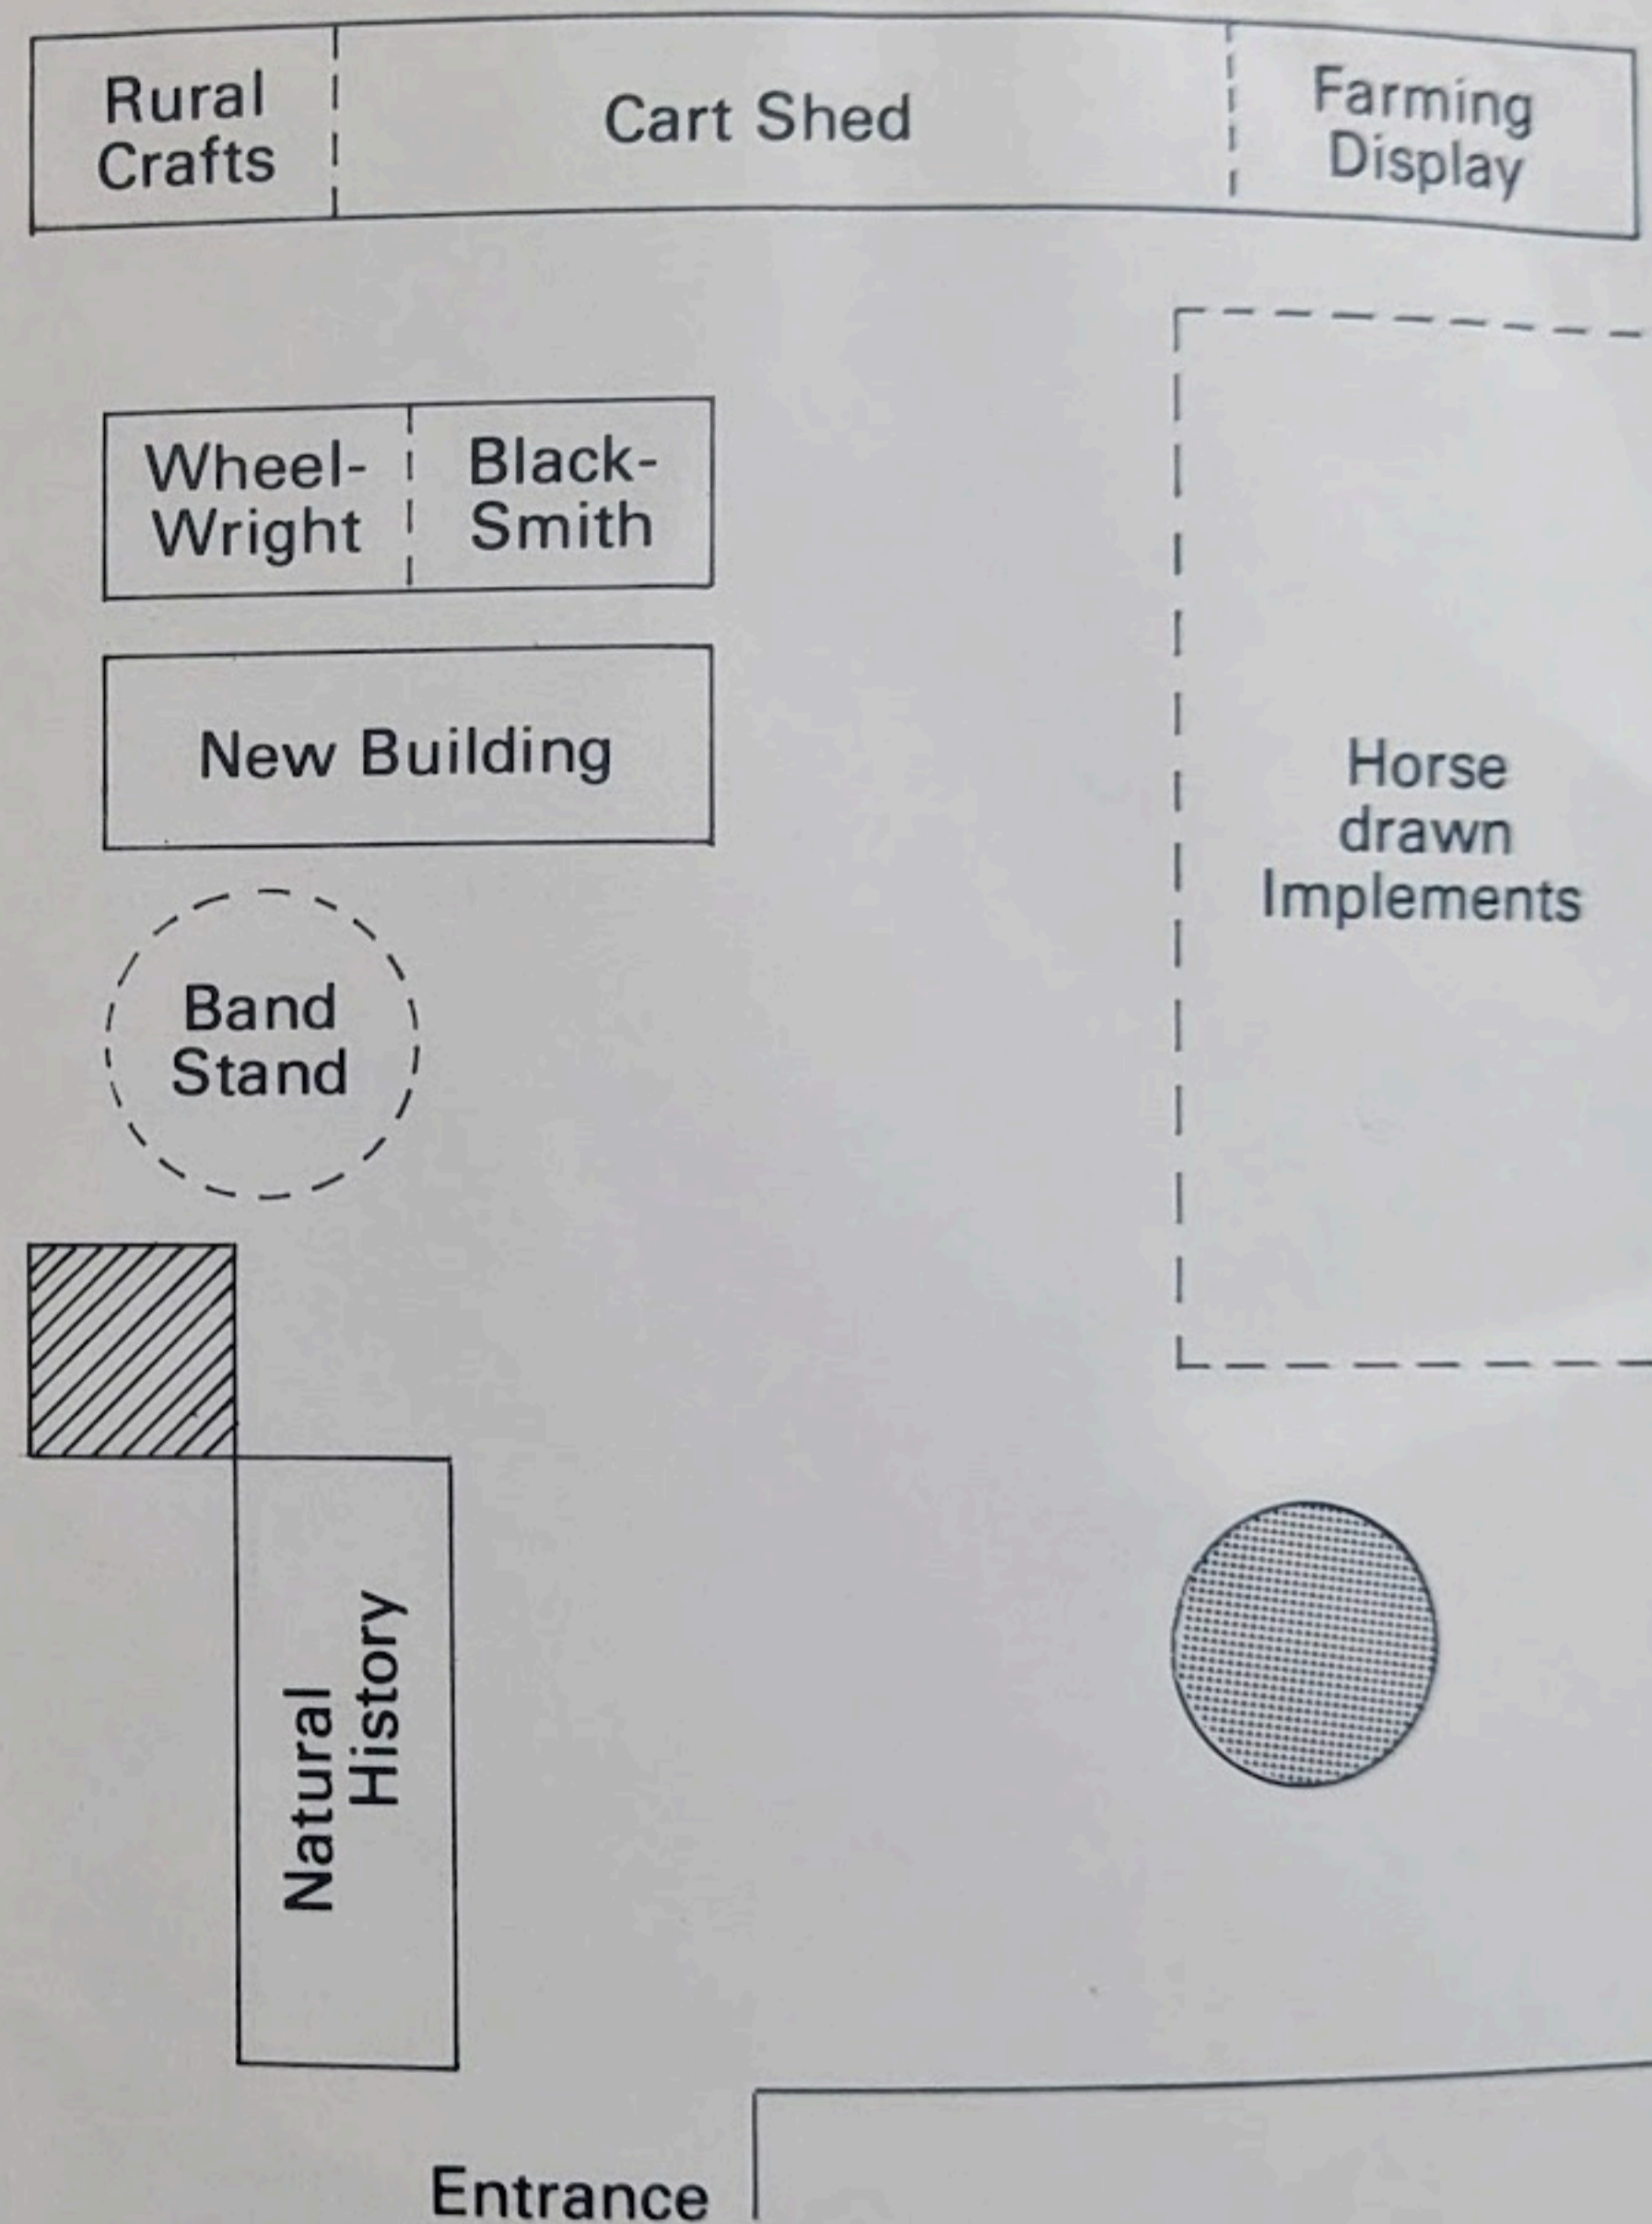 Rural
Crafts
Cart Shed
Farming
Display
Wheel-
Wright
Black-
Smith
New Building
Horse
drawn
Implements
Band
Stand
Natural
History
Entrance